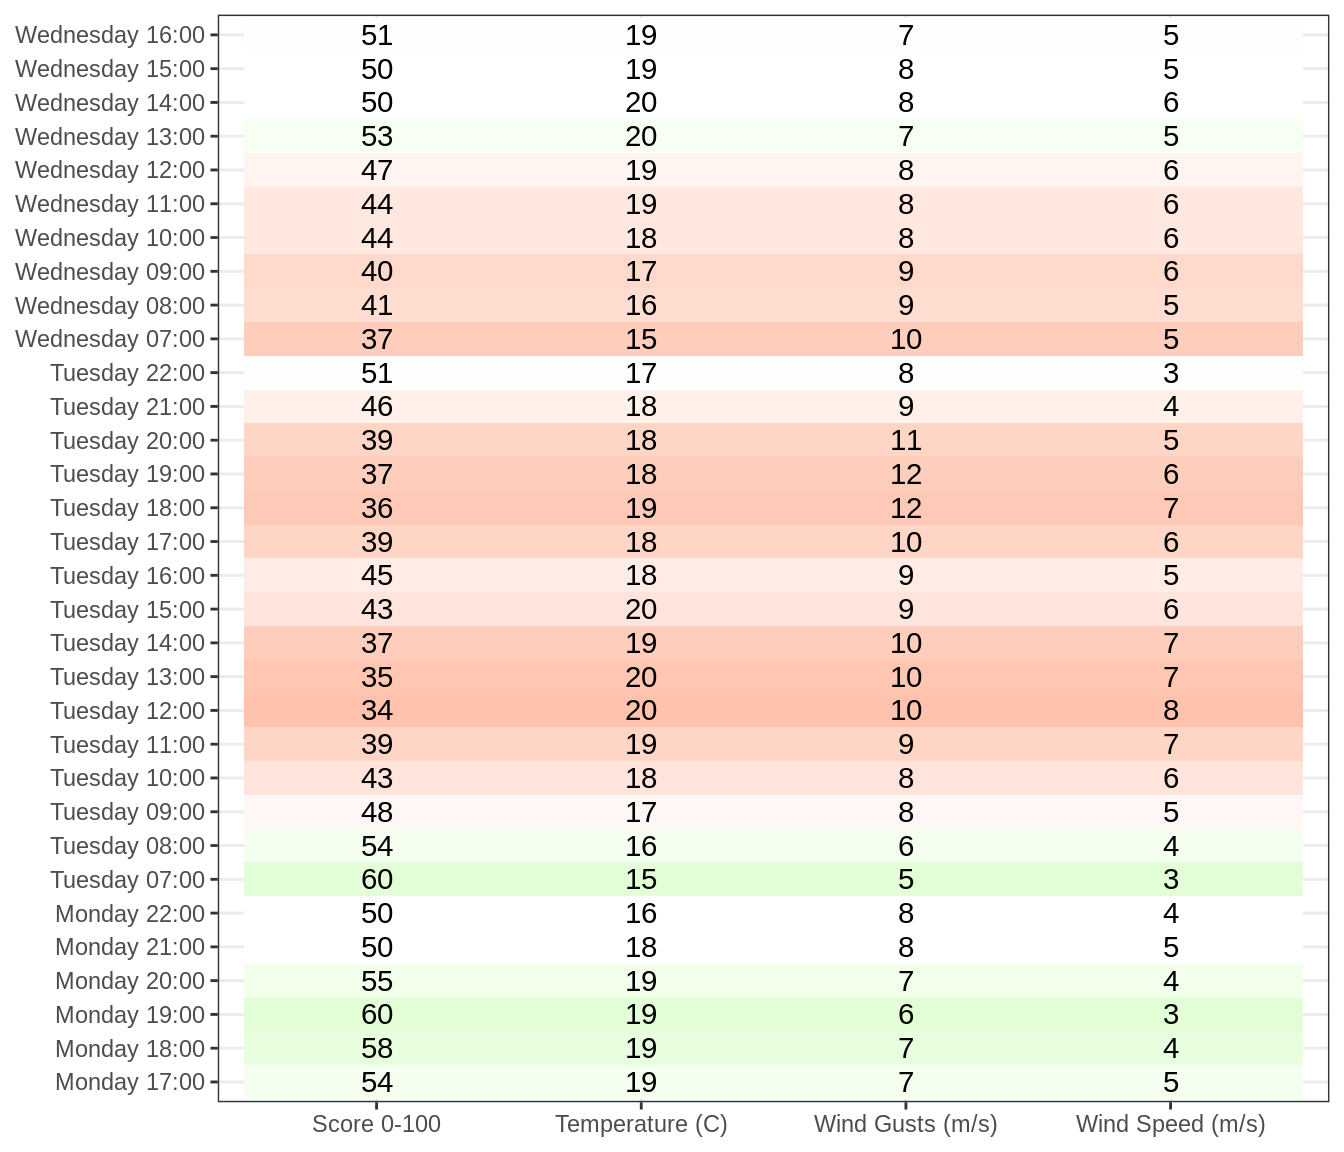 Wednesday 16:00 51 19 7 5
Wednesday 15:00 50 19 8 5
Wednesday 14:00 50 20 8 6
Wednesday 13:00 53 20 7 5
Wednesday 12:00 47 19 8 6
Wednesday 11:00 44 19 8 6
Wednesday 10:00 44 18 8 6
Wednesday 09:00 40 17 9 6
Wednesday 08:00 41 16 9 5
Wednesday 07:00 37 15 10 5
Tuesday 22:00 51 17 8 3
Tuesday 21:00 46 18 9 4
Tuesday 20:00 39 18 11 5
Tuesday 19:00 37 18 12 6
Tuesday 18:00 36 19 12 7
Tuesday 17:00 39 18 10 6
Tuesday 16:00 45 18 9 5
Tuesday 15:00 43 20 9 6
Tuesday 14:00 37 19 10 7
Tuesday 13:00 35 20 10 7
Tuesday 12:00 34 20 10 8
Tuesday 11:00 39 19 9 7
Tuesday 10:00 43 18 8 6
Tuesday 09:00 48 17 8 5
Tuesday 08:00 54 16 6 4
Tuesday 07:00 60 15 5 3
Monday 22:00 50 16 8 4
Monday 21:00 50 18 8 5
Monday 20:00 55 19 7 4
Monday 19:00 60 19 6 3
Monday 18:00 58 19 7 4
Monday 17:00 54 19 7 5
Score 0-100 Temperature (C) Wind Gusts (m/s) Wind Speed (m/s)